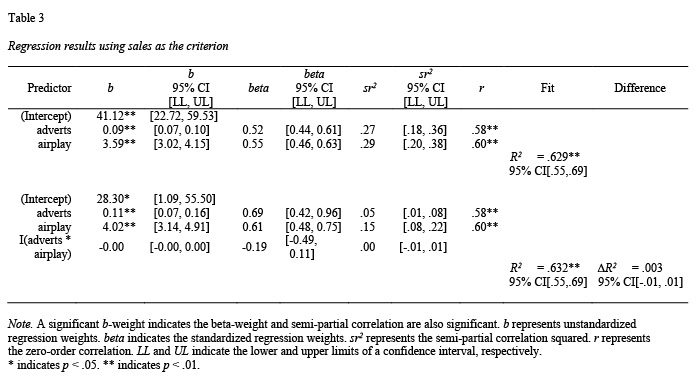 Table 3
Regression results using sales as the criterion
b beta sr²
Predictor b 95% CI beta 95% CI sr² 95% CI r Fit Difference
[LL, UL] [LL, UL] [LL, UL]
(Intercept) 41.12** [22.72, 59.53]
adverts 0.09** [0.07, 0.10] 0.52 [0.44, 0.61] .27 [.18, .36] .58**
airplay 3.59** [3.02, 4.15] 0.55 [0.46, 0.63] .29 [.20, .38] .60**
R² = .629**
95% CI[.55,.69]
(Intercept) 28.30* [1.09, 55.50]
adverts 0.11** [0.07, 0.16] 0.69 [0.42, 0.96] .05 [.01, .08] .58**
airplay 4.02** [3.14, 4.91] 0.61 [0.48, 0.75] .15 [.08, .22] .60**
I(adverts * airplay) -0.00 [-0.00, 0.00] -0.19 [-0.49, 0.11] .00 [-.01, .01]
R² = .632** ΔR² = .003
95% CI[.55,.69] 95% CI[-.01, .01]
Note. A significant b-weight indicates the beta-weight and semi-partial correlation are also significant. b represents unstandardized
regression weights. beta indicates the standardized regression weights. sr² represents the semi-partial correlation squared. r represents
the zero-order correlation. LL and UL indicate the lower and upper limits of a confidence interval, respectively.
* indicates p < .05. ** indicates p < .01.